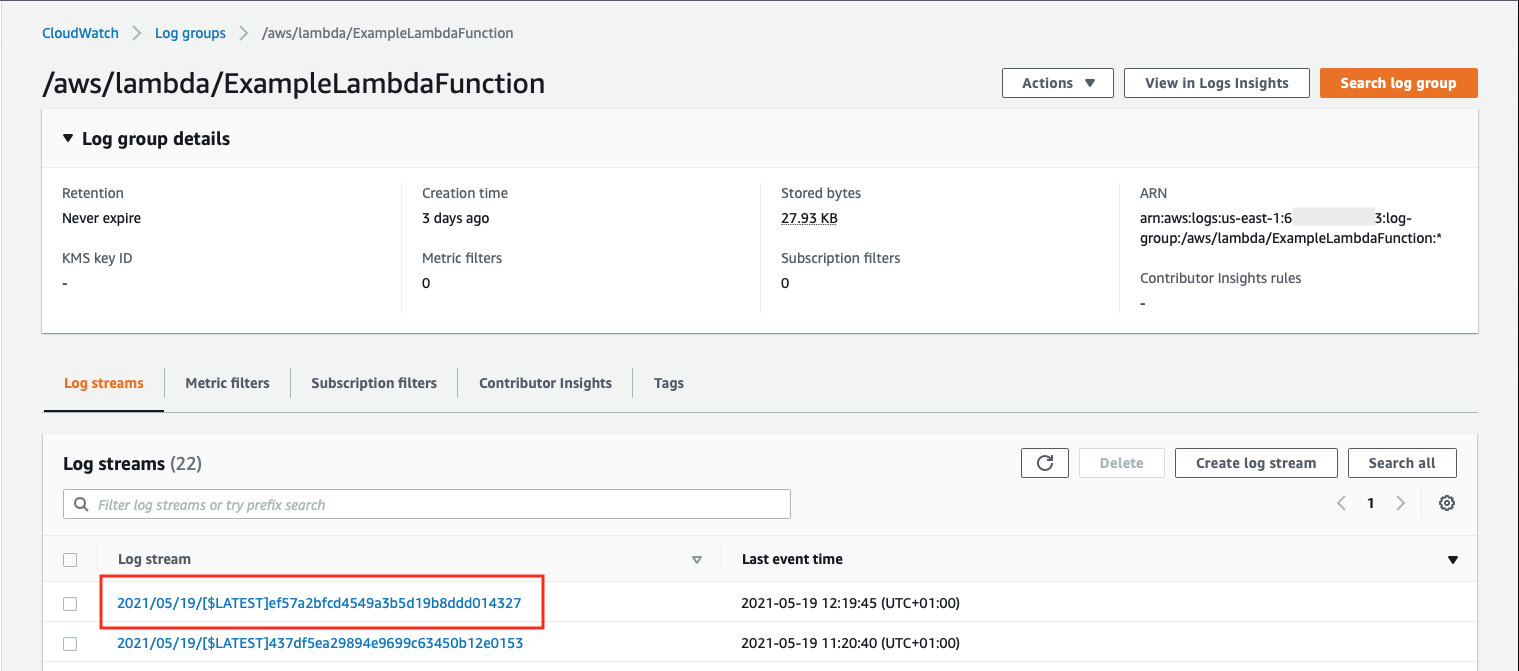 CloudWatch > Log groups > /aws/lambda/ExampleLambdaFunction
/aws/lambda/ExampleLambdaFunction
Actions ▼ View in Logs Insights Search log group
▼ Log group details
Retention Creation time Stored bytes ARN
Never expire 3 days ago 27.93 KB arn:aws:logs:us-east-1:6 3:log-
group:/aws/lambda/ExampleLambdaFunction:*
KMS key ID Metric filters Subscription filters
- 0 0
Contributor Insights rules
-
Log streams Metric filters Subscription filters Contributor Insights Tags
Log streams (22)
Delete Create log stream Search all
Filter log streams or try prefix search
< 1 >
Log stream Last event time
2021/05/19/[$LATEST]ef57a2bfcd4549a3b5d19b8ddd014327 2021-05-19 12:19:45 (UTC+01:00)
2021/05/19/[$LATEST]437df5ea29894e9699c63450b12e0153 2021-05-19 11:20:40 (UTC+01:00)